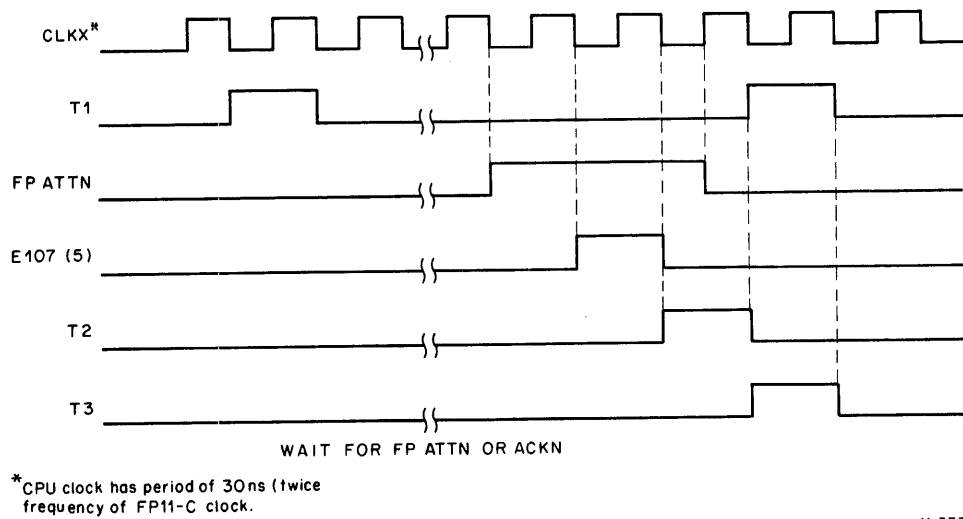 CLKX*
T1
FP ATTN
E107 (5)
T2
T3
WAIT FOR FP ATTN OR ACKN
*CPU clock has period of 30ns (twice
frequency of FP11-C clock.